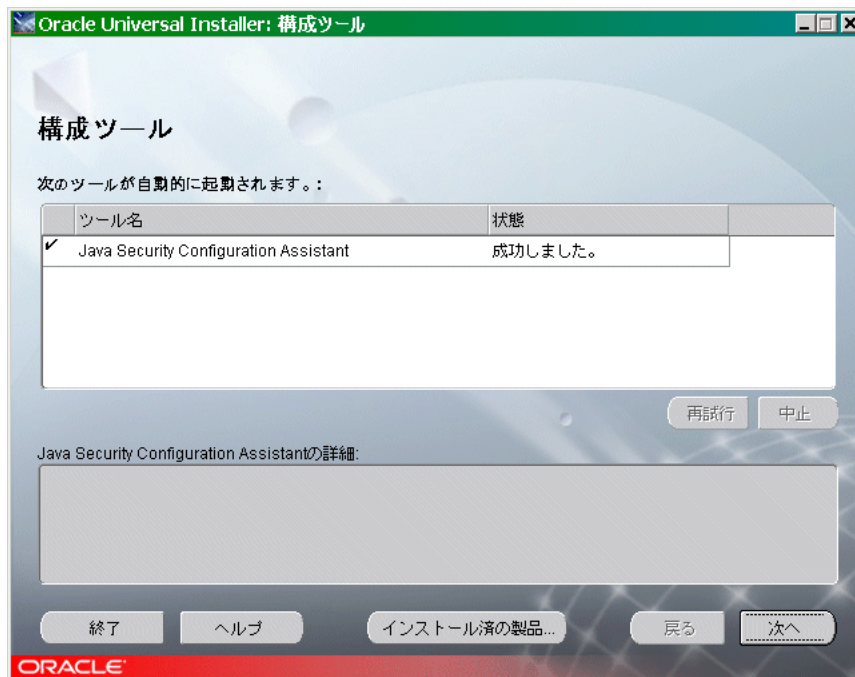 Oracle Universal Installer: 構成ツール
構成ツール
次のツールが自動的に起動されます。:
ツール名 状態
Java Security Configuration Assistant 成功しました。
再試行 中止
Java Security Configuration Assistantの詳細:
終了 ヘルプ インストール済の製品... 戻る 次へ
ORACLE